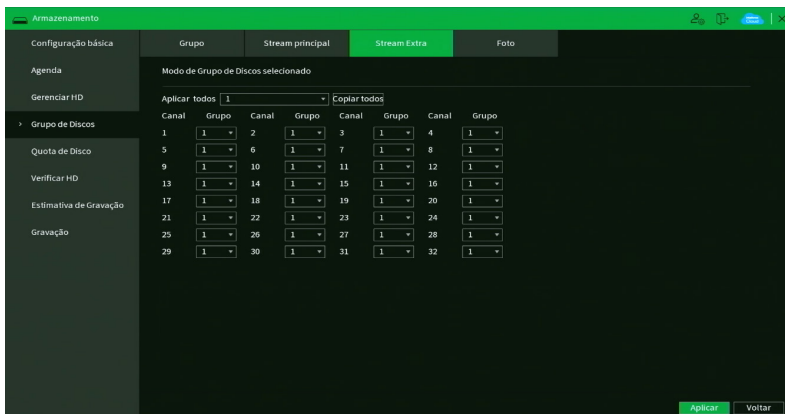 Armazenamento
Configuração básica
Agenda
Gerenciar HD
> Grupo de Discos
Quota de Disco
Verificar HD
Estimativa de Gravação
Gravação
Grupo Stream principal Stream Extra Foto
Modo de Grupo de Discos selecionado
Aplicar todos 1 Copiar todos
Canal Grupo Canal Grupo Canal Grupo Canal Grupo
1 1 2 1 3 1 4 1
5 1 6 1 7 1 8 1
9 1 10 1 11 1 12 1
13 1 14 1 15 1 16 1
17 1 18 1 19 1 20 1
21 1 22 1 23 1 24 1
25 1 26 1 27 1 28 1
29 1 30 1 31 1 32 1
Aplicar Voltar